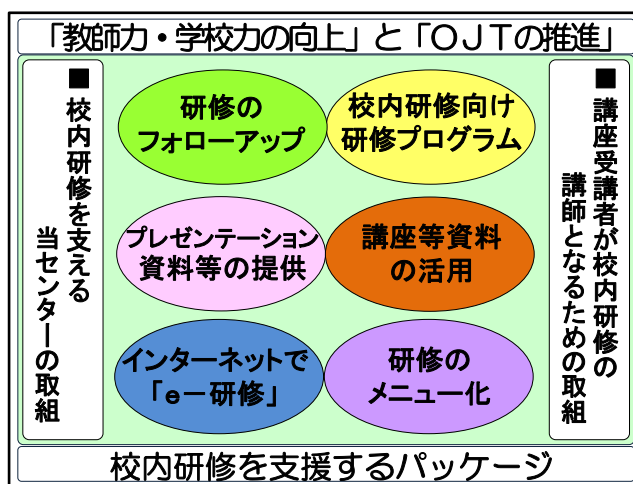 「教師力・学校力の向上」と「OJTの推進」
■校内研修を支える
当センターの取組
研修の
フォローアップ
校内研修向け
研修プログラム
プレゼンテーション
資料等の提供
講座等資料
の活用
インターネットで
「e－研修」
研修の
メニュー化
■講座受講者が校内研修の
講師となるための取組
校内研修を支援するパッケージ